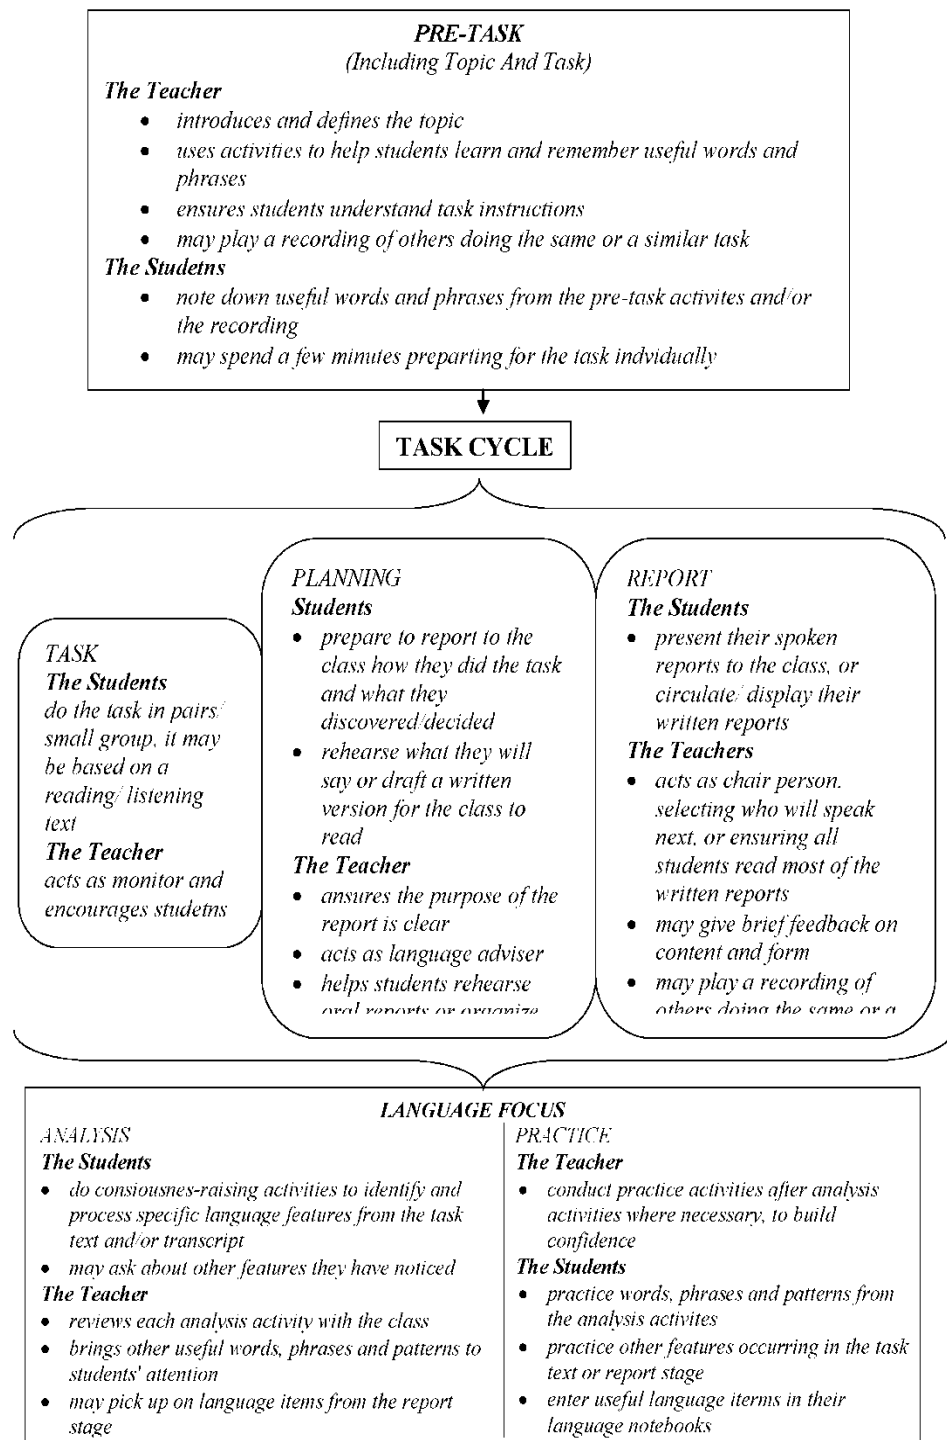 PRE-TASK
(Including Topic And Task)
The Teacher
• introduces and defines the topic
• uses activities to help students learn and remember useful words and
phrases
• ensures students understand task instructions
• may play a recording of others doing the same or a similar task
The Studetns
• note down useful words and phrases from the pre-task activites and/or
the recording
• may spend a few minutes preparting for the task indvidually
TASK CYCLE
TASK
The Students
do the task in pairs/
small group, it may
be based on a
reading/ listening
text
The Teacher
acts as monitor and
encourages studetns
PLANNING
Students
• prepare to report to the
class how they did the task
and what they
discovered/decided
• rehearse what they will
say or draft a written
version for the class to
read
The Teacher
• ansures the purpose of the
report is clear
• acts as language adviser
• helps students rehearse
oral reports or organize
REPORT
The Students
• present their spoken
reports to the class, or
circulate/ display their
written reports
The Teachers
• acts as chair person,
selecting who will speak
next, or ensuring all
students read most of the
written reports
• may give brief feedback on
content and form
• may play a recording of
others doing the same or a
LANGUAGE FOCUS
ANALYSIS
The Students
• do consiousnes-raising activities to identify and
process specific language features from the task
text and/or transcript
• may ask about other features they have noticed
The Teacher
• reviews each analysis activity with the class
• brings other useful words, phrases and patterns to
students' attention
• may pick up on language items from the report
stage
PRACTICE
The Teacher
• conduct practice activities after analysis
activities where necessary, to build
confidence
The Students
• practice words, phrases and patterns from
the analysis activites
• practice other features occurring in the task
text or report stage
• enter useful language iterms in their
language notebooks